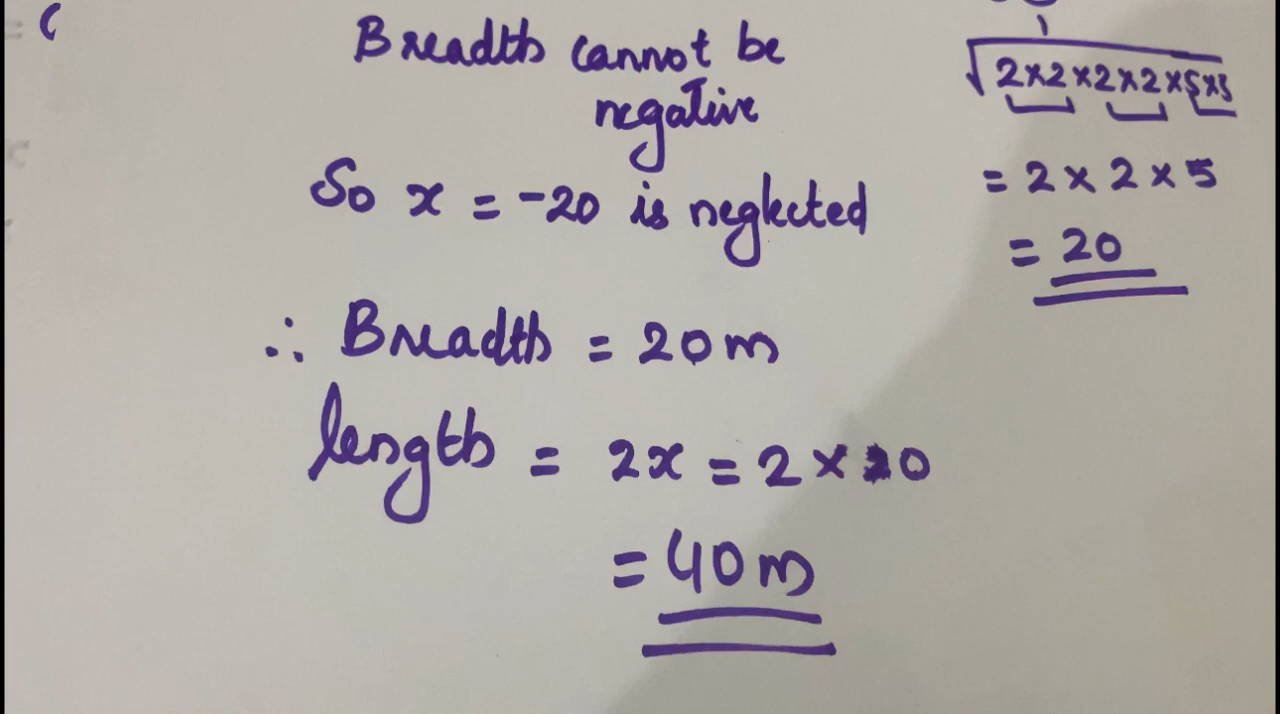 Breadth cannot be
negative
So x = -20 is neglected
∴ Breadth = 20m
length = 2x = 2 × 20
= 40m
√2×2×2×2×5×5
= 2 × 2 × 5
= 20